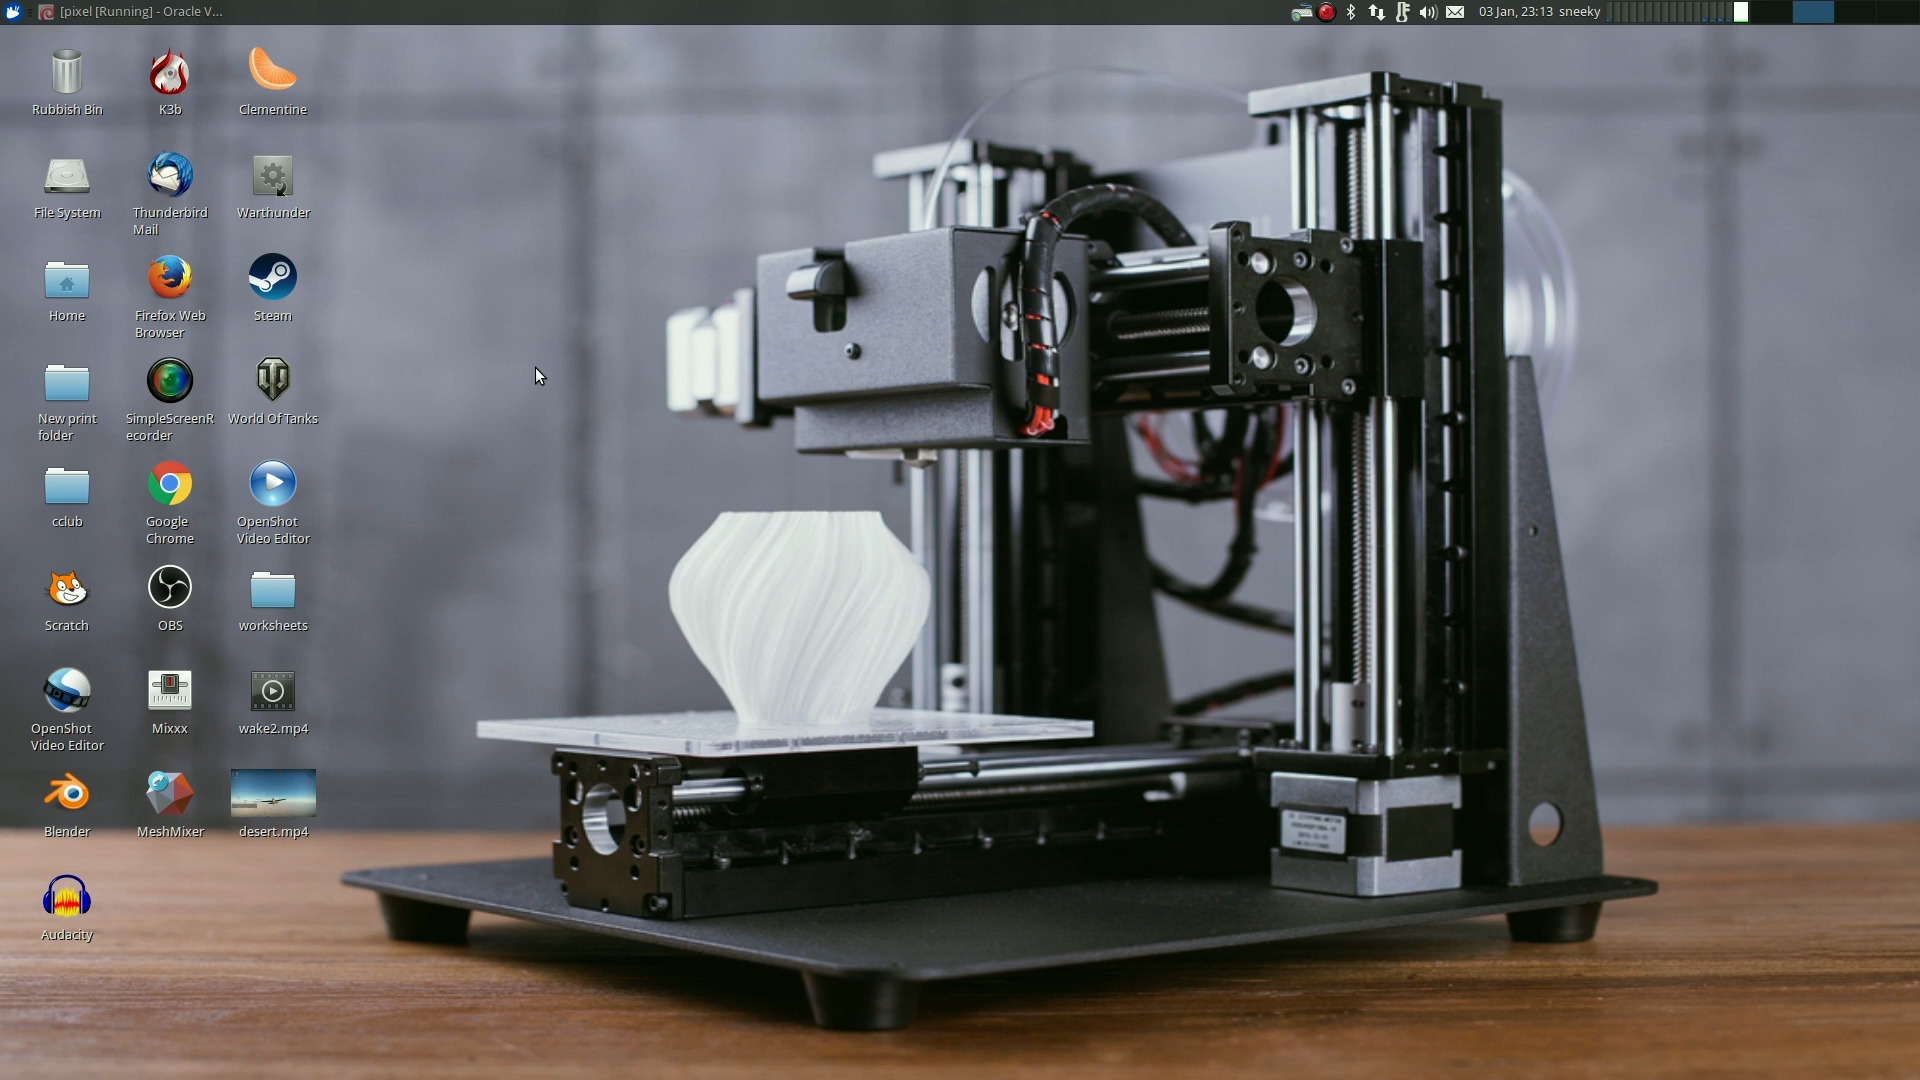 [pixel [Running] - Oracle V...
03 Jan, 23:13 sneeky
Rubbish Bin
K3b
Clementine
File System
Thunderbird
Mail
Warthunder
Home
Firefox Web
Browser
Steam
New print
folder
SimpleScreenR
ecorder
World Of Tanks
cclub
Google
Chrome
OpenShot
Video Editor
Scratch
OBS
worksheets
OpenShot
Video Editor
Mixxx
wake2.mp4
Blender
MeshMixer
desert.mp4
Audacity